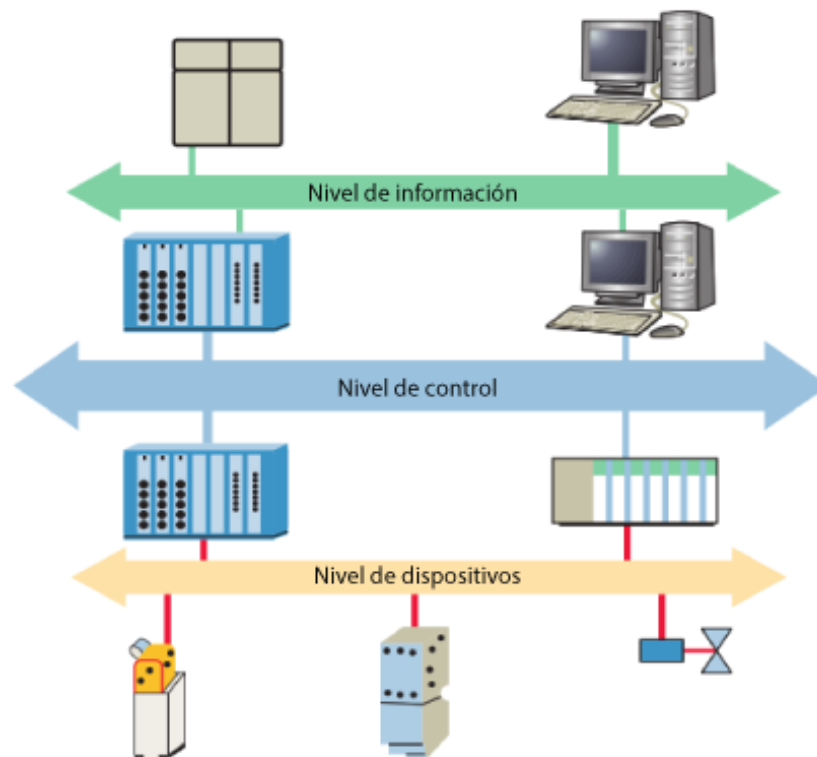 Nivel de información
Nivel de control
Nivel de dispositivos